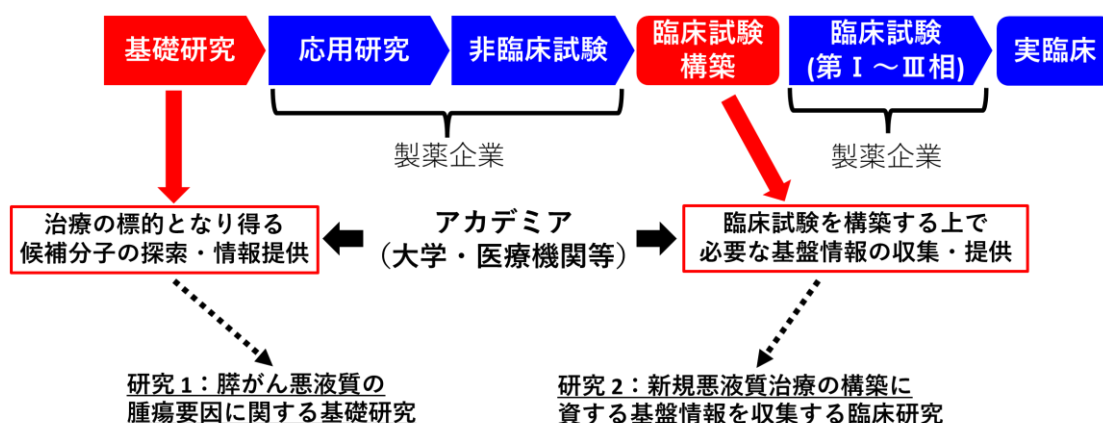 基礎研究
応用研究
非臨床試験
臨床試験
構築
臨床試験
(第Ⅰ～Ⅲ相)
実臨床
製薬企業
製薬企業
治療の標的となり得る
候補分子の探索・情報提供
アカデミア
（大学・医療機関等）
臨床試験を構築する上で
必要な基盤情報の収集・提供
研究1：膵がん悪液質の
腫瘍要因に関する基礎研究
研究2：新規悪液質治療の構築に
資する基盤情報を収集する臨床研究